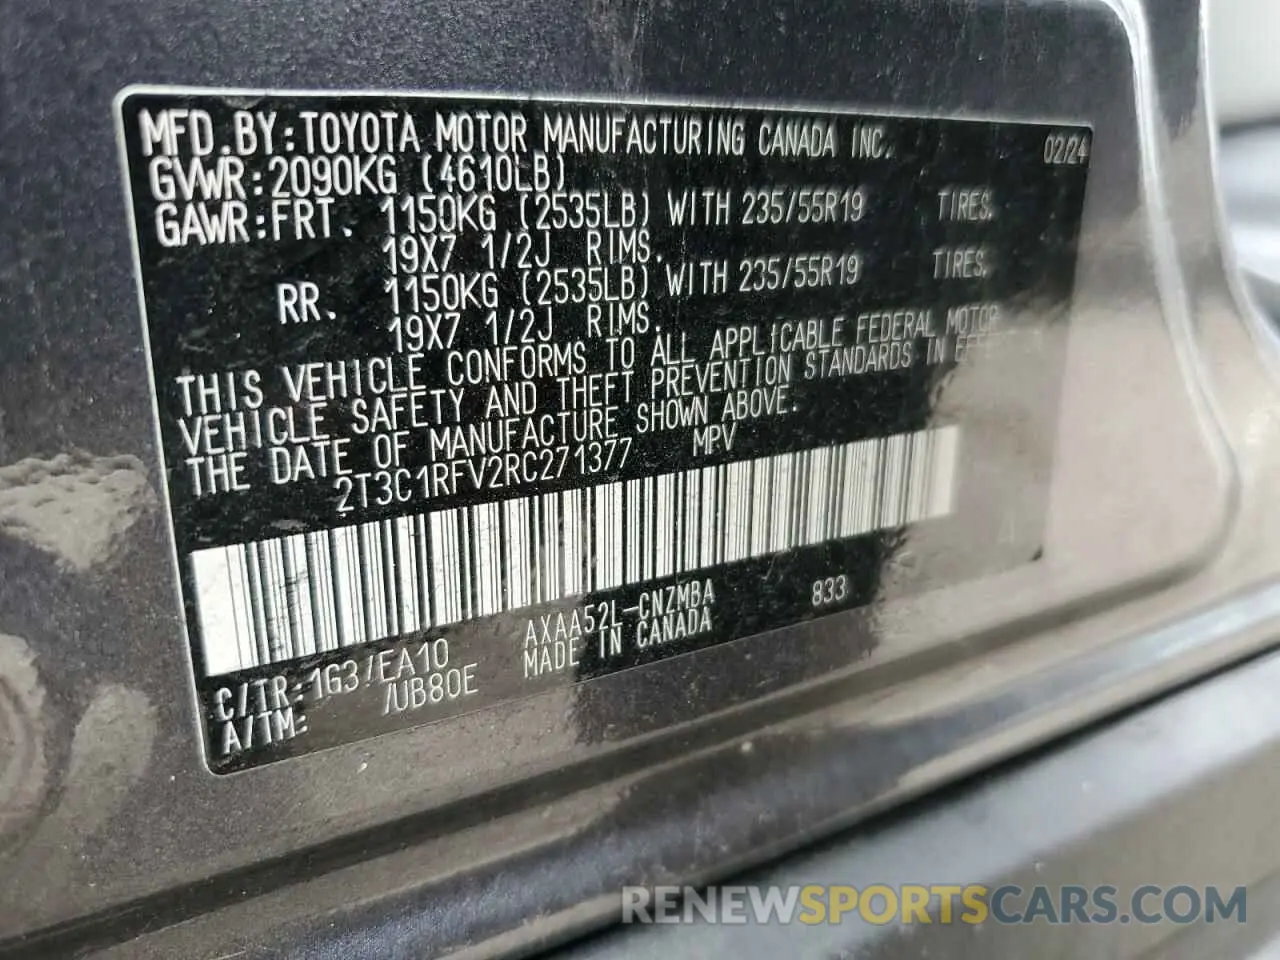 MFD.BY:TOYOTA MOTOR MANUFACTURING CANADA INC. 02/24
GVWR:2090KG (4610LB)
GAWR:FRT. 1150KG (2535LB) WITH 235/55R19 TIRES.
19X7 1/2J RIMS.
RR. 1150KG (2535LB) WITH 235/55R19 TIRES.
19X7 1/2J RIMS.
THIS VEHICLE CONFORMS TO ALL APPLICABLE FEDERAL MOTOR
VEHICLE SAFETY AND THEFT PREVENTION STANDARDS IN
THE DATE OF MANUFACTURE SHOWN ABOVE.
2T3C1RFV2RC271377 MPV
AXAA52L-CNZMBA 833
MADE IN CANADA
C/TR:1G3/EA10
A/TM: /UB80E
RENEWSPORTSCARS.COM